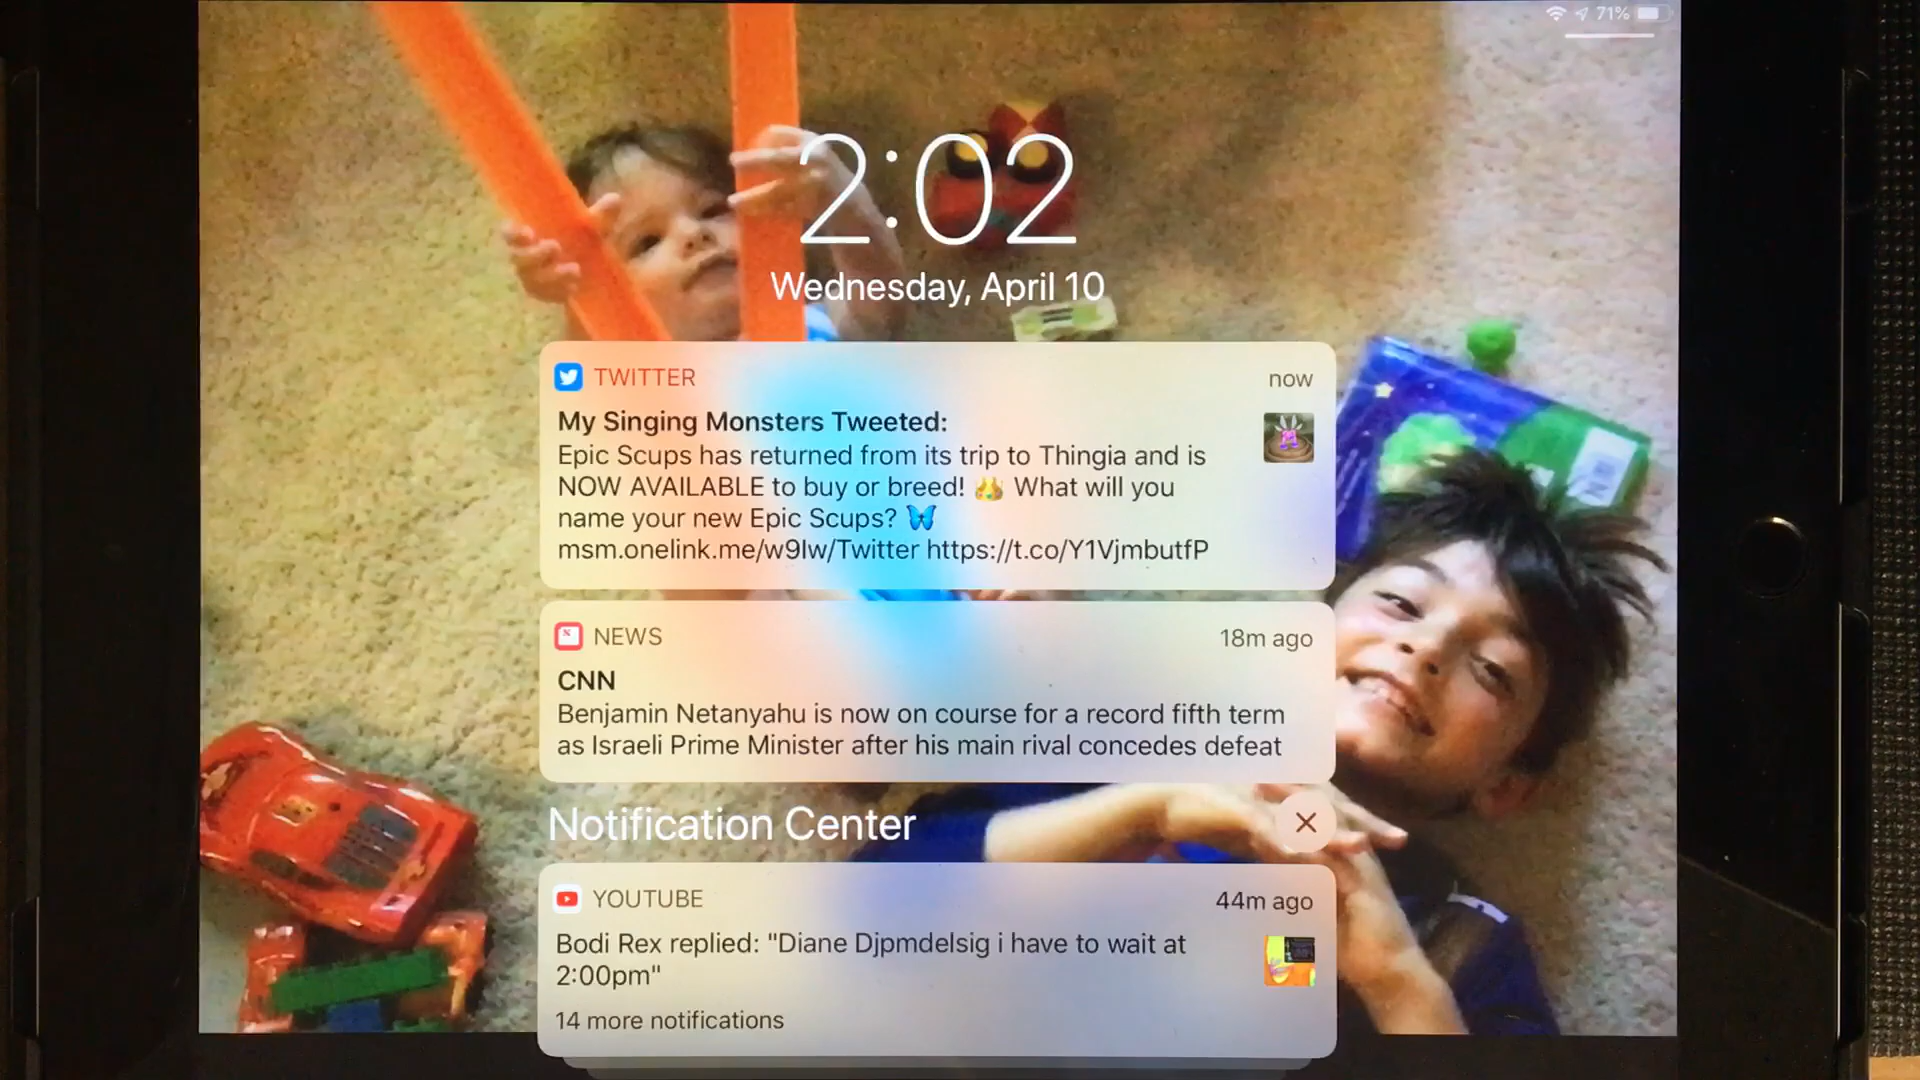 71%
2:02
Wednesday, April 10
TWITTER now
My Singing Monsters Tweeted:
Epic Scups has returned from its trip to Thingia and is
NOW AVAILABLE to buy or breed! 👑 What will you
name your new Epic Scups? 🦋
msm.onelink.me/w9lw/Twitter https://t.co/Y1VjmbutfP
NEWS 18m ago
CNN
Benjamin Netanyahu is now on course for a record fifth term
as Israeli Prime Minister after his main rival concedes defeat
Notification Center
YOUTUBE 44m ago
Bodi Rex replied: "Diane Djpmdelsig i have to wait at
2:00pm"
14 more notifications